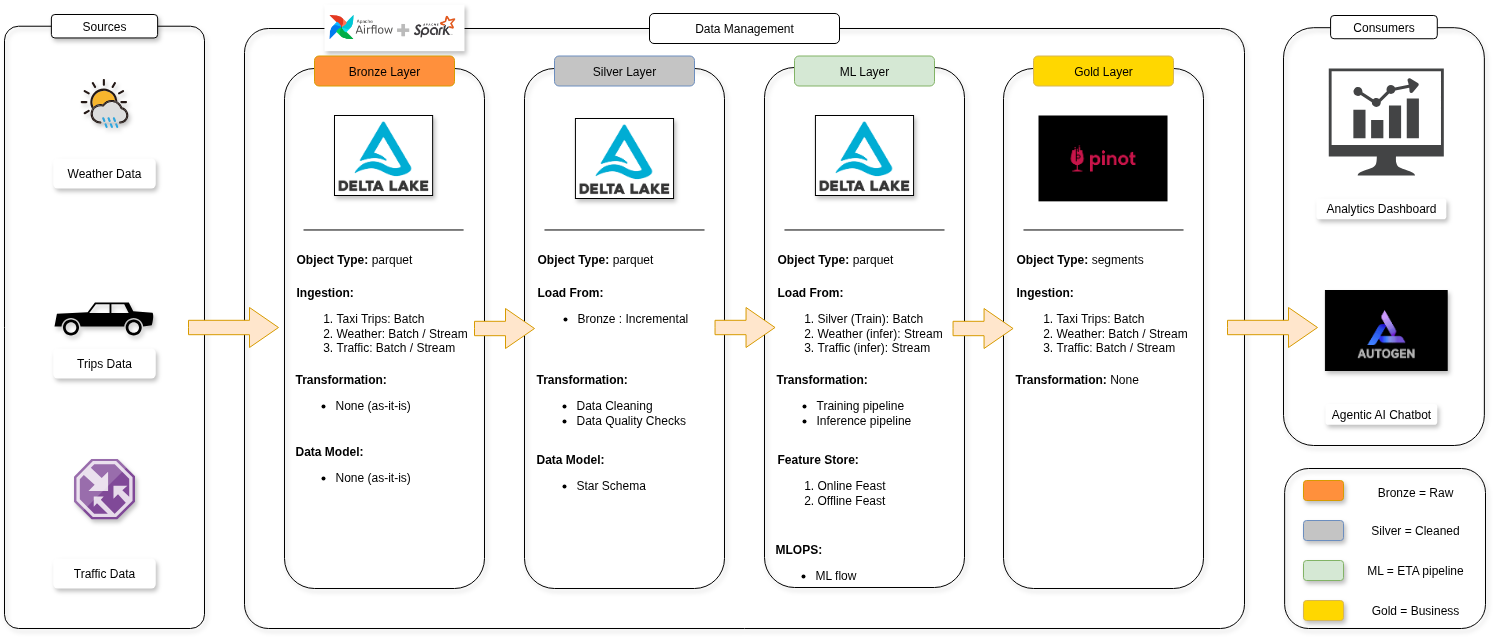 Sources
Weather Data
Trips Data
Traffic Data
Apache
Airflow
APACHE
Spark
Data Management
Bronze Layer
DELTA LAKE
Object Type: parquet
Ingestion:
1. Taxi Trips: Batch
2. Weather: Batch / Stream
3. Traffic: Batch / Stream
Transformation:
• None (as-it-is)
Data Model:
• None (as-it-is)
Silver Layer
DELTA LAKE
Object Type: parquet
Load From:
• Bronze : Incremental
Transformation:
• Data Cleaning
• Data Quality Checks
Data Model:
• Star Schema
ML Layer
DELTA LAKE
Object Type: parquet
Load From:
1. Silver (Train): Batch
2. Weather (infer): Stream
3. Traffic (infer): Stream
Transformation:
• Training pipeline
• Inference pipeline
Feature Store:
1. Online Feast
2. Offline Feast
MLOPS:
• ML flow
Gold Layer
pinot
Object Type: segments
Ingestion:
1. Taxi Trips: Batch
2. Weather: Batch / Stream
3. Traffic: Batch / Stream
Transformation: None
Consumers
Analytics Dashboard
AUTOGEN
Agentic AI Chatbot
Bronze = Raw
Silver = Cleaned
ML = ETA pipeline
Gold = Business